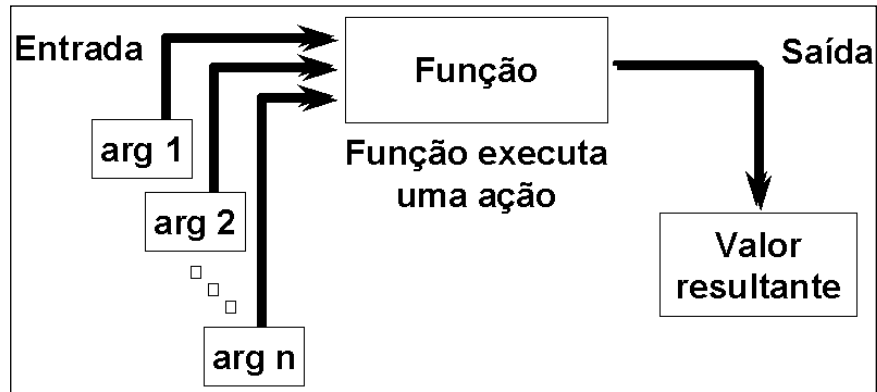 Entrada
Função
Saída
arg 1
Função executa
uma ação
arg 2
Valor
resultante
arg n